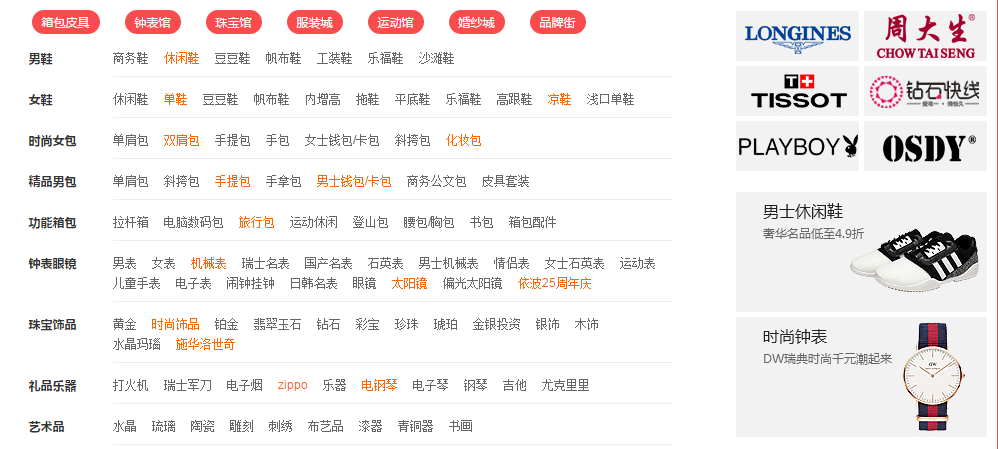 箱包皮具 钟表馆 珠宝馆 服装城 运动馆 婚纱城 品牌街
男鞋 商务鞋 休闲鞋 豆豆鞋 帆布鞋 工装鞋 乐福鞋 沙滩鞋
女鞋 休闲鞋 单鞋 豆豆鞋 帆布鞋 内增高 拖鞋 平底鞋 乐福鞋 高跟鞋 凉鞋 浅口单鞋
时尚女包 单肩包 双肩包 手提包 手包 女士钱包/卡包 斜挎包 化妆包
精品男包 单肩包 斜挎包 手提包 手拿包 男士钱包/卡包 商务公文包 皮具套装
功能箱包 拉杆箱 电脑数码包 旅行包 运动休闲 登山包 腰包/胸包 书包 箱包配件
钟表眼镜 男表 女表 机械表 瑞士名表 国产名表 石英表 男士机械表 情侣表 女士石英表 运动表
儿童手表 电子表 闹钟挂钟 日韩名表 眼镜 太阳镜 偏光太阳镜 依波25周年庆
珠宝饰品 黄金 时尚饰品 铂金 翡翠玉石 钻石 彩宝 珍珠 琥珀 金银投资 银饰 木饰
水晶玛瑙 施华洛世奇
礼品乐器 打火机 瑞士军刀 电子烟 zippo 乐器 电钢琴 电子琴 钢琴 吉他 尤克里里
艺术品 水晶 琉璃 陶瓷 雕刻 刺绣 布艺品 漆器 青铜器 书画
LONGINES
周大生®
CHOW TAI SENG
TISSOT
钻石快线
PLAYBOY
OSDY®
男士休闲鞋
奢华名品低至4.9折
时尚钟表
DW瑞典时尚千元潮起来
DW